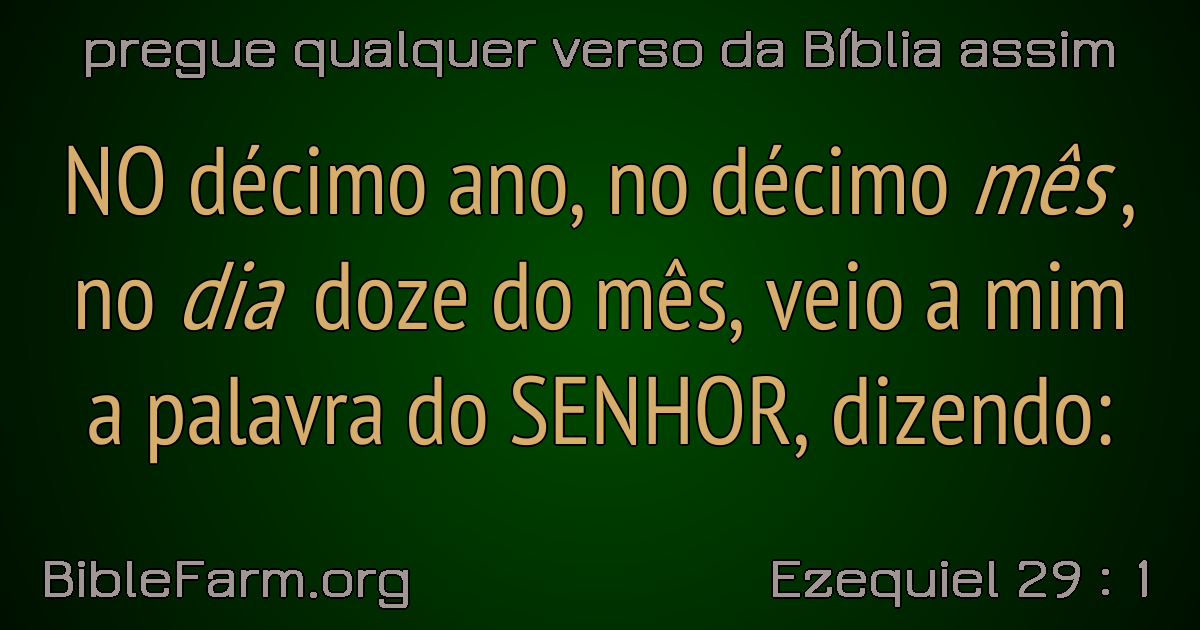 pregue qualquer verso da Bíblia assim
NO décimo ano, no décimo mês,
no dia doze do mês, veio a mim
a palavra do SENHOR, dizendo:
BibleFarm.org
Ezequiel 29 : 1